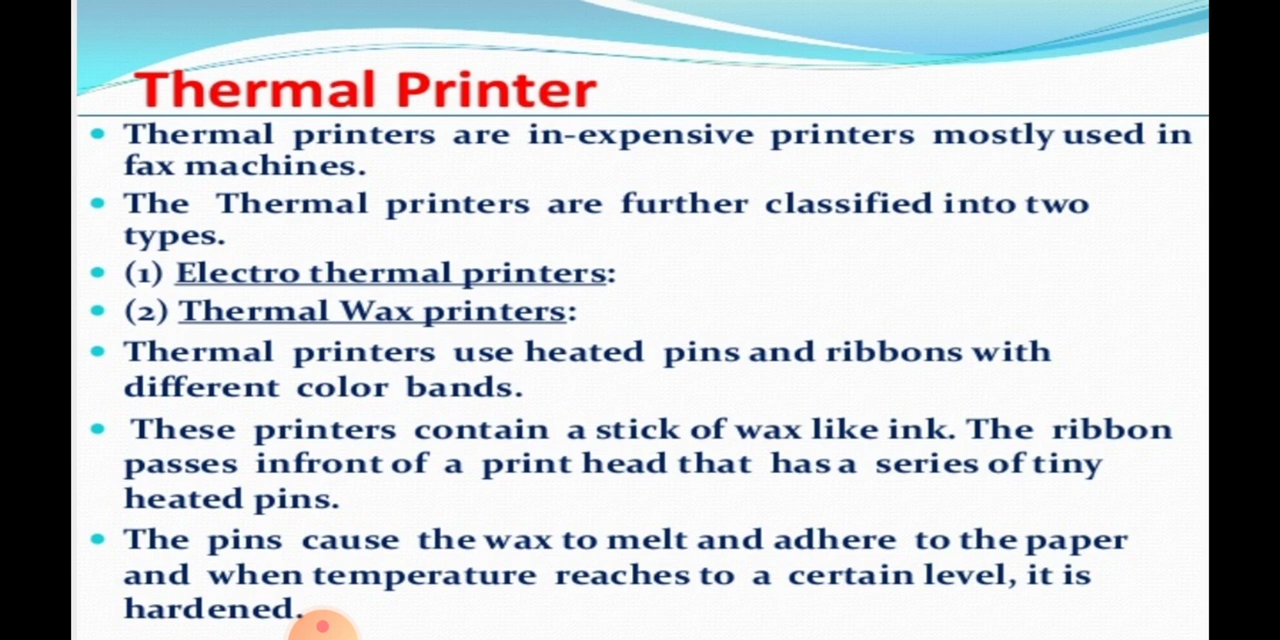 Thermal Printer
• Thermal printers are in-expensive printers mostly used in
fax machines.
• The Thermal printers are further classified into two
types.
• (1) Electro thermal printers:
• (2) Thermal Wax printers:
• Thermal printers use heated pins and ribbons with
different color bands.
• These printers contain a stick of wax like ink. The ribbon
passes infront of a print head that has a series of tiny
heated pins.
• The pins cause the wax to melt and adhere to the paper
and when temperature reaches to a certain level, it is
hardened.